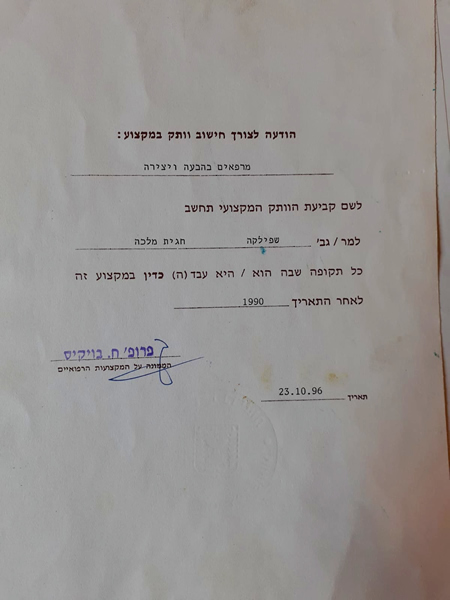 הודעה לצורך חישוב וותק במקצוע:
מרפאים בהבעה ויצירה
לשם קביעת הוותק המקצועי תחשב
למר / גב' שפילקה חגית מלכה
כל תקופה שבה הוא / היא עבד(ה) כדין במקצוע זה
לאחר התאריך 1990
פרופ' ח. בויקיס
הממונה על המקצועות הרפואיים
תאריך 23.10.96